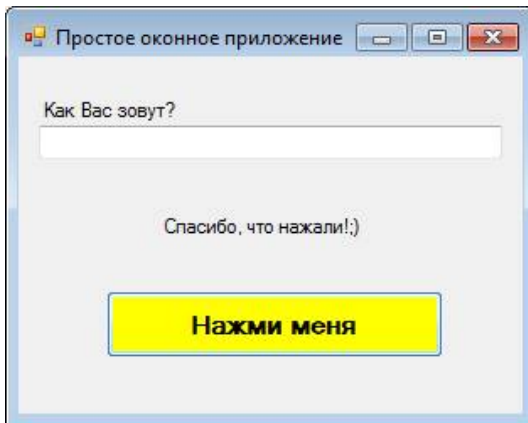 Простое оконное приложение
Как Вас зовут?
Спасибо, что нажали!;)
Нажми меня